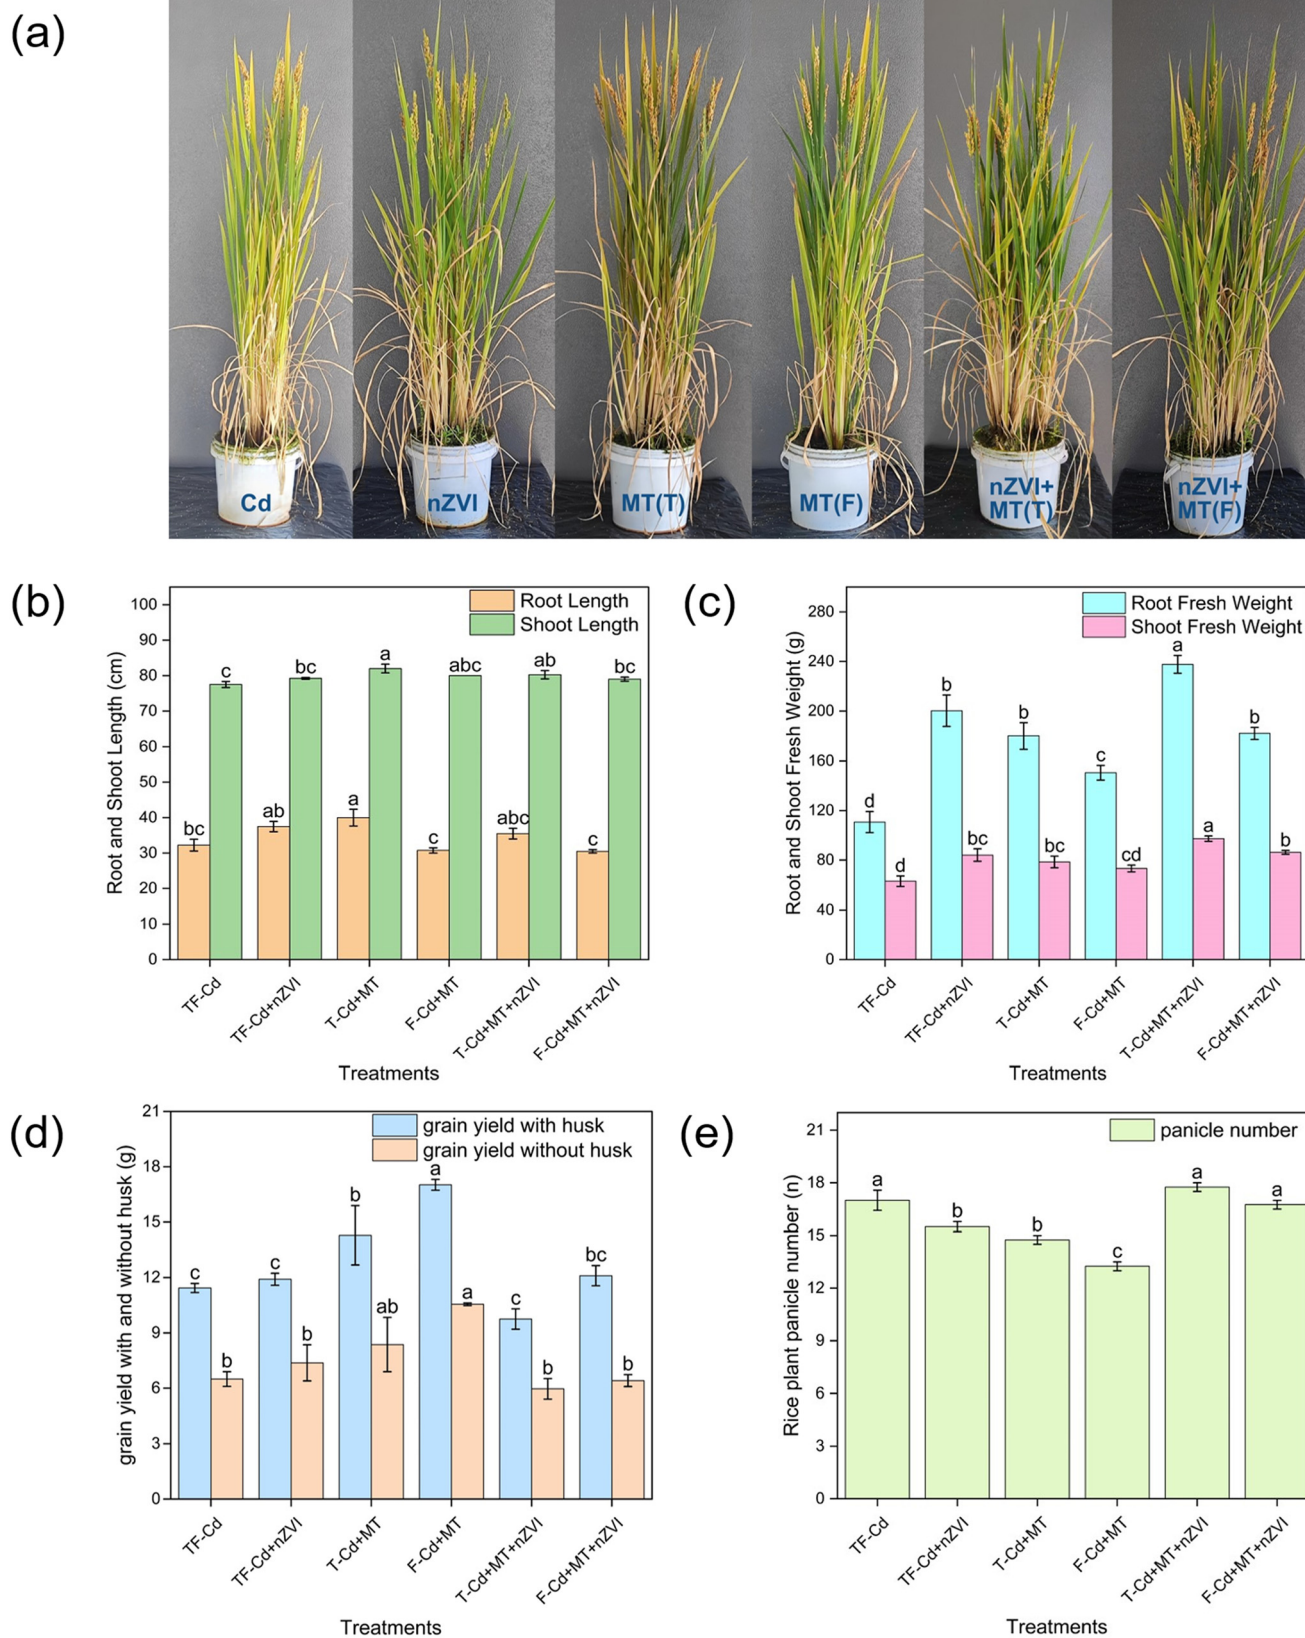 (a)
Cd
nZVI
MT(T)
MT(F)
nZVI+
MT(T)
nZVI+
MT(F)
(b)
Root and Shoot Length (cm)
100
90
80
70
60
50
40
30
20
10
0
Root Length
Shoot Length
bc
c
ab
bc
a
a
c
abc
abc
ab
c
bc
TF-Cd
TF-Cd+nZVI
T-Cd+MT
F-Cd+MT
T-Cd+MT+nZVI
F-Cd+MT+nZVI
Treatments
(c)
Root and Shoot Fresh Weight (g)
280
240
200
160
120
80
40
0
Root Fresh Weight
Shoot Fresh Weight
d
d
b
bc
b
bc
c
cd
a
a
b
b
TF-Cd
TF-Cd+nZVI
T-Cd+MT
F-Cd+MT
T-Cd+MT+nZVI
F-Cd+MT+nZVI
Treatments
(d)
grain yield with and without husk (g)
21
18
15
12
9
6
3
0
grain yield with husk
grain yield without husk
c
b
c
b
b
ab
a
a
c
b
bc
b
TF-Cd
TF-Cd+nZVI
T-Cd+MT
F-Cd+MT
T-Cd+MT+nZVI
F-Cd+MT+nZVI
Treatments
(e)
Rice plant panicle number (n)
21
18
15
12
9
6
3
0
panicle number
a
b
b
c
a
a
TF-Cd
TF-Cd+nZVI
T-Cd+MT
F-Cd+MT
T-Cd+MT+nZVI
F-Cd+MT+nZVI
Treatments